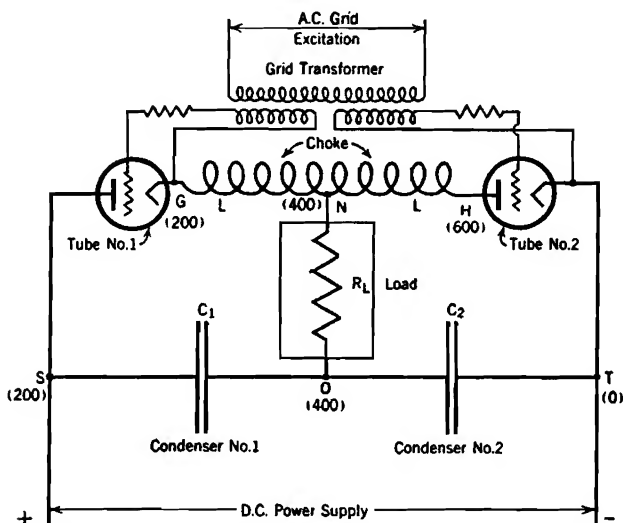 A.C. Grid
Excitation
Grid Transformer
Choke
G
(200)
L
(400)
N
L
H
(600)
Tube No.1
Tube No.2
RL Load
C1
C2
S
(200)
O
(400)
T
(0)
Condenser No.1
Condenser No.2
+
D.C. Power Supply
-